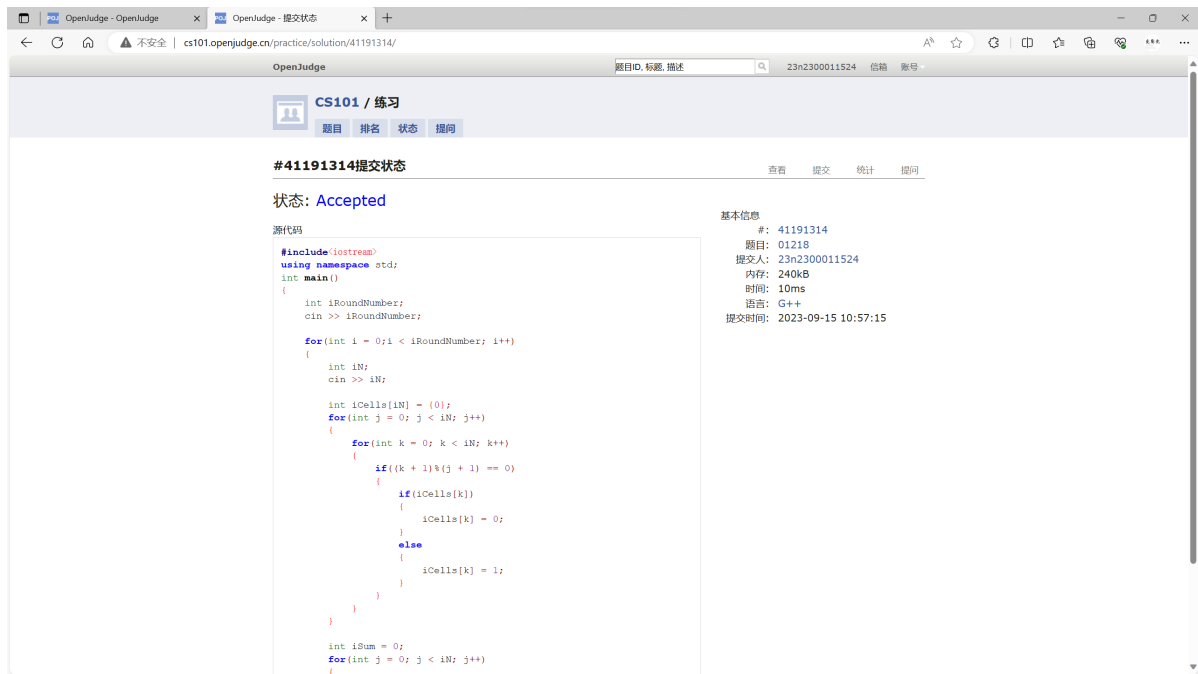 OpenJudge - OpenJudge
OpenJudge - 提交状态
不安全 | cs101.openjudge.cn/practice/solution/41191314/
OpenJudge
题目ID, 标题, 描述
23n2300011524 信箱 账号
CS101 / 练习
题目 排名 状态 提问
#41191314提交状态
查看 提交 统计 提问
状态: Accepted
源代码
#include<iostream>
using namespace std;
int main()
{
    int iRoundNumber;
    cin >> iRoundNumber;
    for(int i = 0;i < iRoundNumber; i++)
    {
        int iN;
        cin >> iN;
        int iCells[iN] = {0};
        for(int j = 0; j < iN; j++)
        {
            for(int k = 0; k < iN; k++)
            {
                if((k + 1)%(j + 1) == 0)
                {
                    if(iCells[k])
                    {
                        iCells[k] = 0;
                    }
                    else
                    {
                        iCells[k] = 1;
                    }
                }
            }
        }
        int iSum = 0;
        for(int j = 0; j < iN; j++)
        {
基本信息
#: 41191314
题目: 01218
提交人: 23n2300011524
内存: 240kB
时间: 10ms
语言: G++
提交时间: 2023-09-15 10:57:15